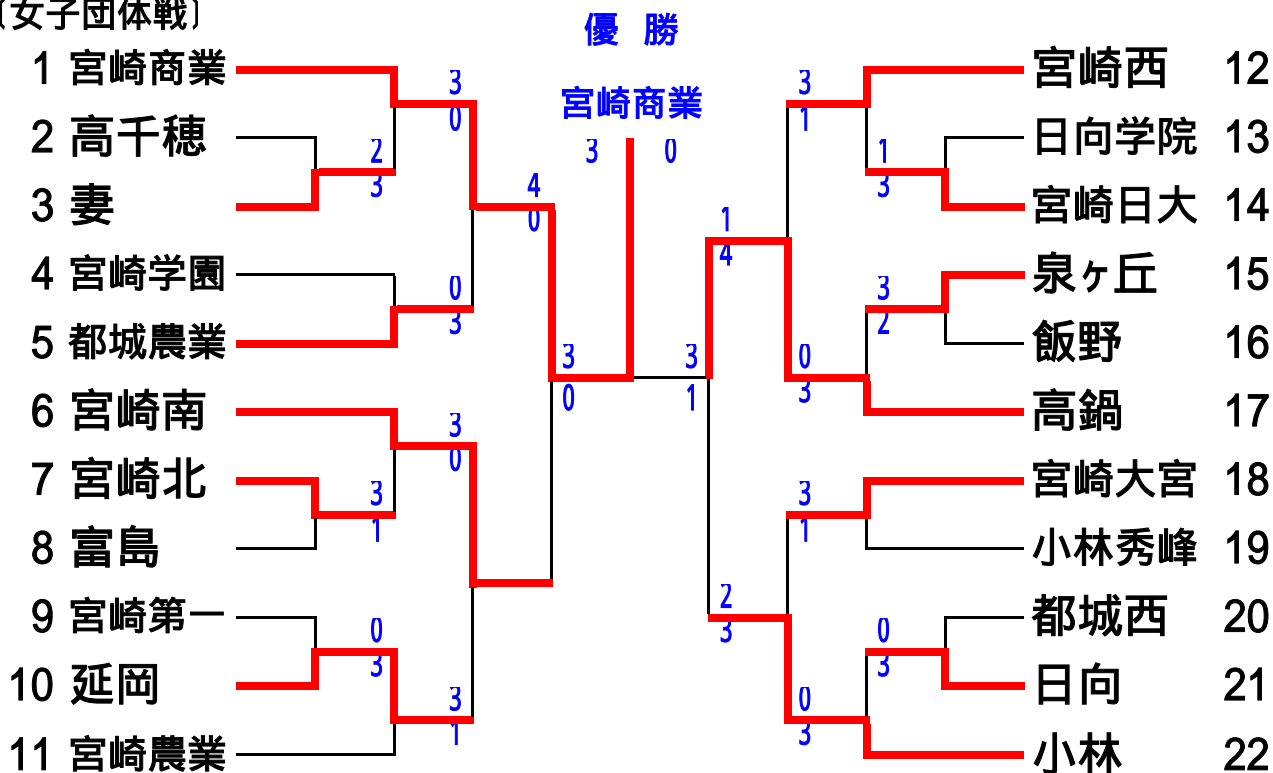 〔女子団体戦〕
優 勝
宮崎商業
3 0
1 宮崎商業
2 高千穂
3 妻
4 宮崎学園
5 都城農業
6 宮崎南
7 宮崎北
8 富島
9 宮崎第一
10 延岡
11 宮崎農業
3
0
2
3
4
0
0
3
3
0
3
0
3
1
0
3
3
1
3
1
1
3
1
4
3
2
0
3
3
1
3
1
2
3
0
3
0
3
宮崎西 12
日向学院 13
宮崎日大 14
泉ヶ丘 15
飯野 16
高鍋 17
宮崎大宮 18
小林秀峰 19
都城西 20
日向 21
小林 22